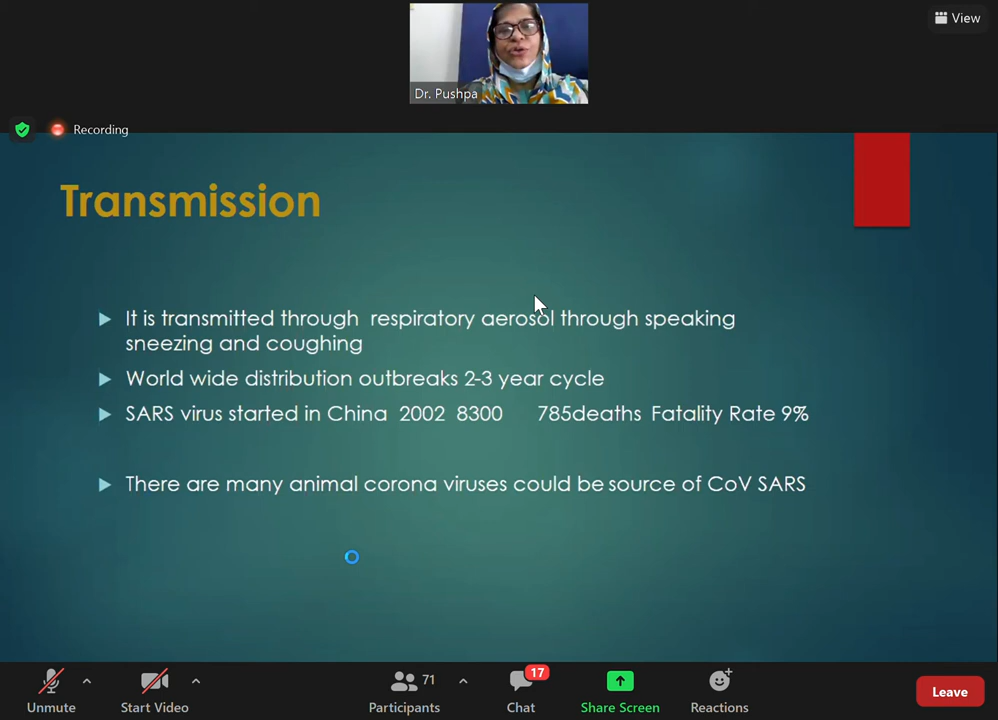 View
Dr. Pushpa
Recording
Transmission
It is transmitted through respiratory aerosol through speaking
sneezing and coughing
World wide distribution outbreaks 2-3 year cycle
SARS virus started in China 2002 8300 785deaths Fatality Rate 9%
There are many animal corona viruses could be source of CoV SARS
71
17
Unmute Start Video Participants Chat Share Screen Reactions Leave